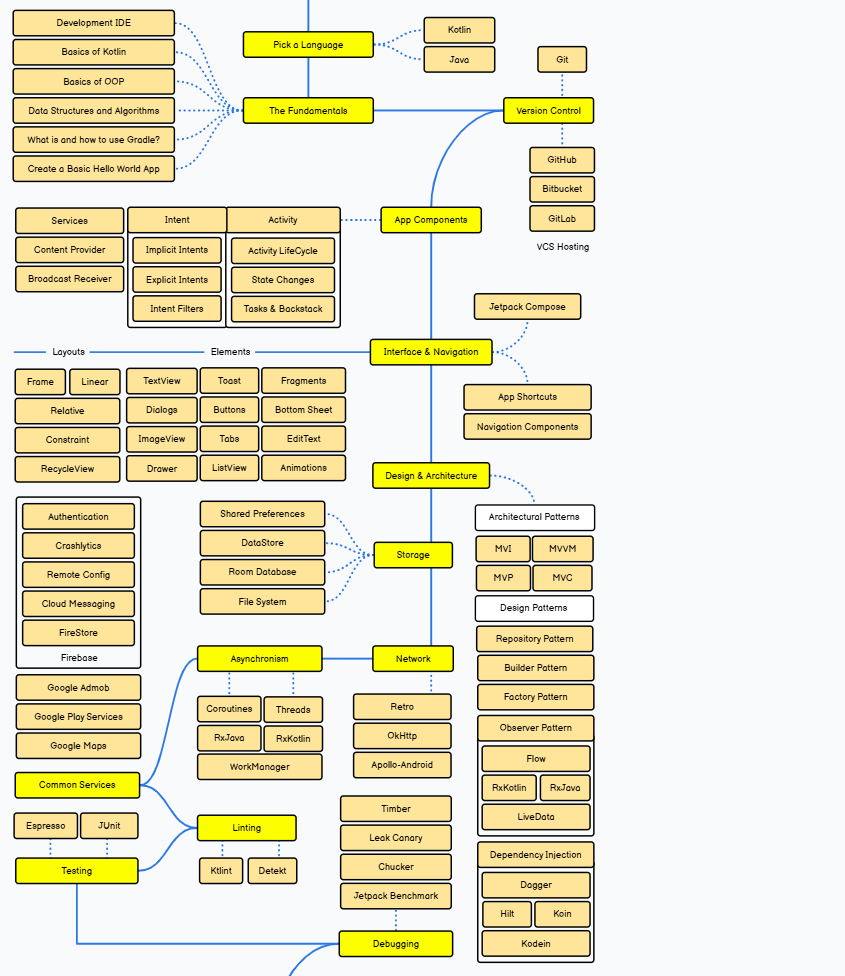 Development IDE
Basics of Kotlin
Basics of OOP
Data Structures and Algorithms
What is and how to use Gradle?
Create a Basic Hello World App
Pick a Language
Kotlin
Java
The Fundamentals
Git
Version Control
GitHub
Bitbucket
GitLab
VCS Hosting
Services
Content Provider
Broadcast Receiver
Intent
Implicit Intents
Explicit Intents
Intent Filters
Activity
Activity LifeCycle
State Changes
Tasks & Backstack
App Components
Jetpack Compose
Interface & Navigation
App Shortcuts
Navigation Components
Layouts
Frame
Linear
Relative
Constraint
RecycleView
Elements
TextView
Toast
Fragments
Dialogs
Buttons
Bottom Sheet
ImageView
Tabs
EditText
Drawer
ListView
Animations
Design & Architecture
Architectural Patterns
MVI
MVVM
MVP
MVC
Design Patterns
Repository Pattern
Builder Pattern
Factory Pattern
Observer Pattern
Flow
RxKotlin
RxJava
LiveData
Dependency Injection
Dagger
Hilt
Koin
Kodein
Shared Preferences
DataStore
Room Database
File System
Storage
Authentication
Crashlytics
Remote Config
Cloud Messaging
FireStore
Firebase
Google Admob
Google Play Services
Google Maps
Common Services
Asynchronism
Coroutines
Threads
RxJava
RxKotlin
WorkManager
Network
Retro
OkHttp
Apollo-Android
Espresso
JUnit
Testing
Linting
Ktlint
Detekt
Timber
Leak Canary
Chucker
Jetpack Benchmark
Debugging